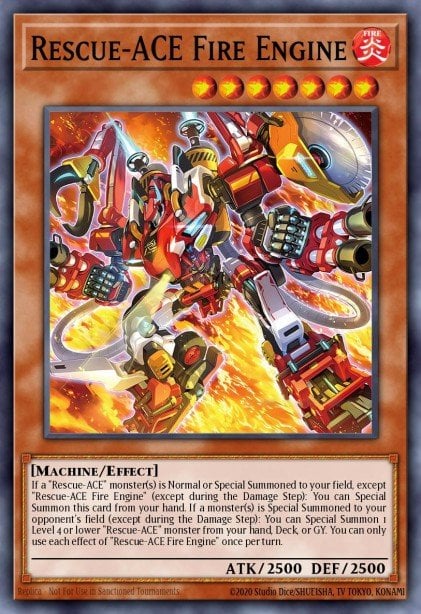 Rescue-ACE Fire Engine
FIRE
炎
[Machine/Effect]
If a "Rescue-ACE" monster(s) is Normal or Special Summoned to your field, except
"Rescue-ACE Fire Engine" (except during the Damage Step): You can Special
Summon this card from your hand. If a monster(s) is Special Summoned to your
opponent's field (except during the Damage Step): You can Special Summon 1
Level 4 or lower "Rescue-ACE" monster from your hand, Deck, or GY. You can only
use each effect of "Rescue-ACE Fire Engine" once per turn.
ATK/2500 DEF/2500
Replica - Not For Use in Sanctioned Tournaments
©2020 Studio Dice/SHUEISHA, TV TOKYO, KONAMI